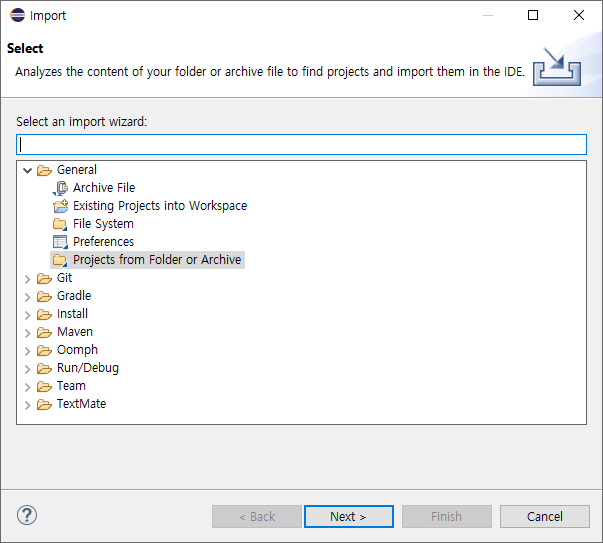 Import
Select
Analyzes the content of your folder or archive file to find projects and import them in the IDE.
Select an import wizard:
General
Archive File
Existing Projects into Workspace
File System
Preferences
Projects from Folder or Archive
Git
Gradle
Install
Maven
Oomph
Run/Debug
Team
TextMate
?
< Back
Next >
Finish
Cancel